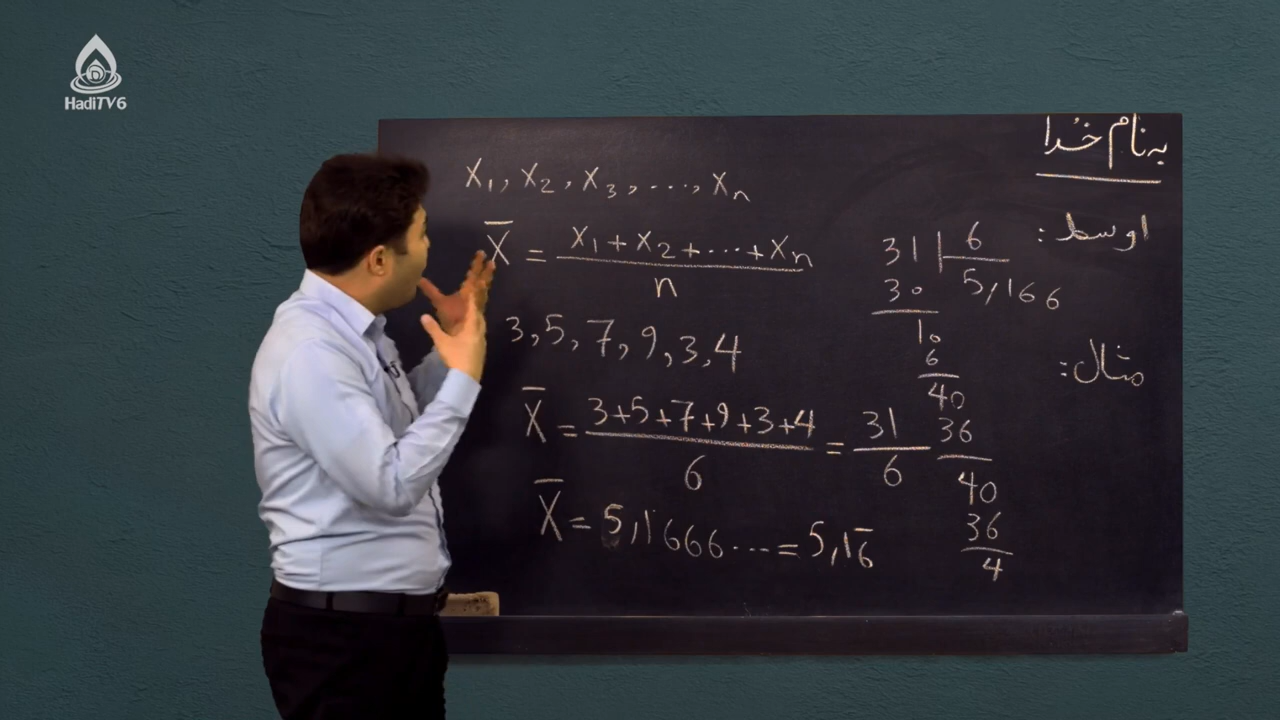 HadiTV6
به نام خُدا
اوسط:
X₁, X₂, X₃, ...., Xₙ
X̅ = (X₁ + X₂ + ... + Xₙ) / n
مثال:
3, 5, 7, 9, 3, 4
X̅ = (3+5+7+9+3+4) / 6 = 31 / 6
X̅ = 5,1666... = 5,16̅
31 | 6
30
5,166
10
6
40
36
40
36
4